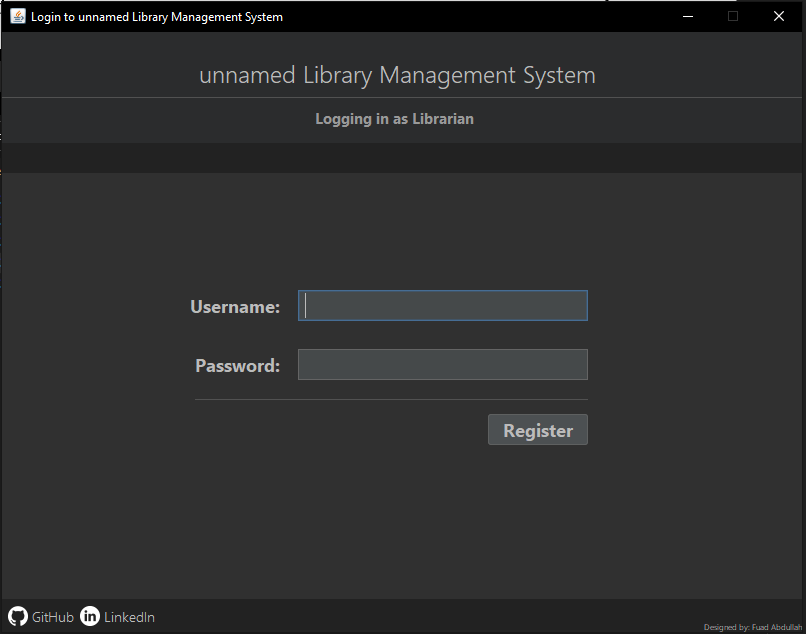 Login to unnamed Library Management System
unnamed Library Management System
Logging in as Librarian
Username:
Password:
Register
GitHub LinkedIn
Designed by: Fuad Abdullah